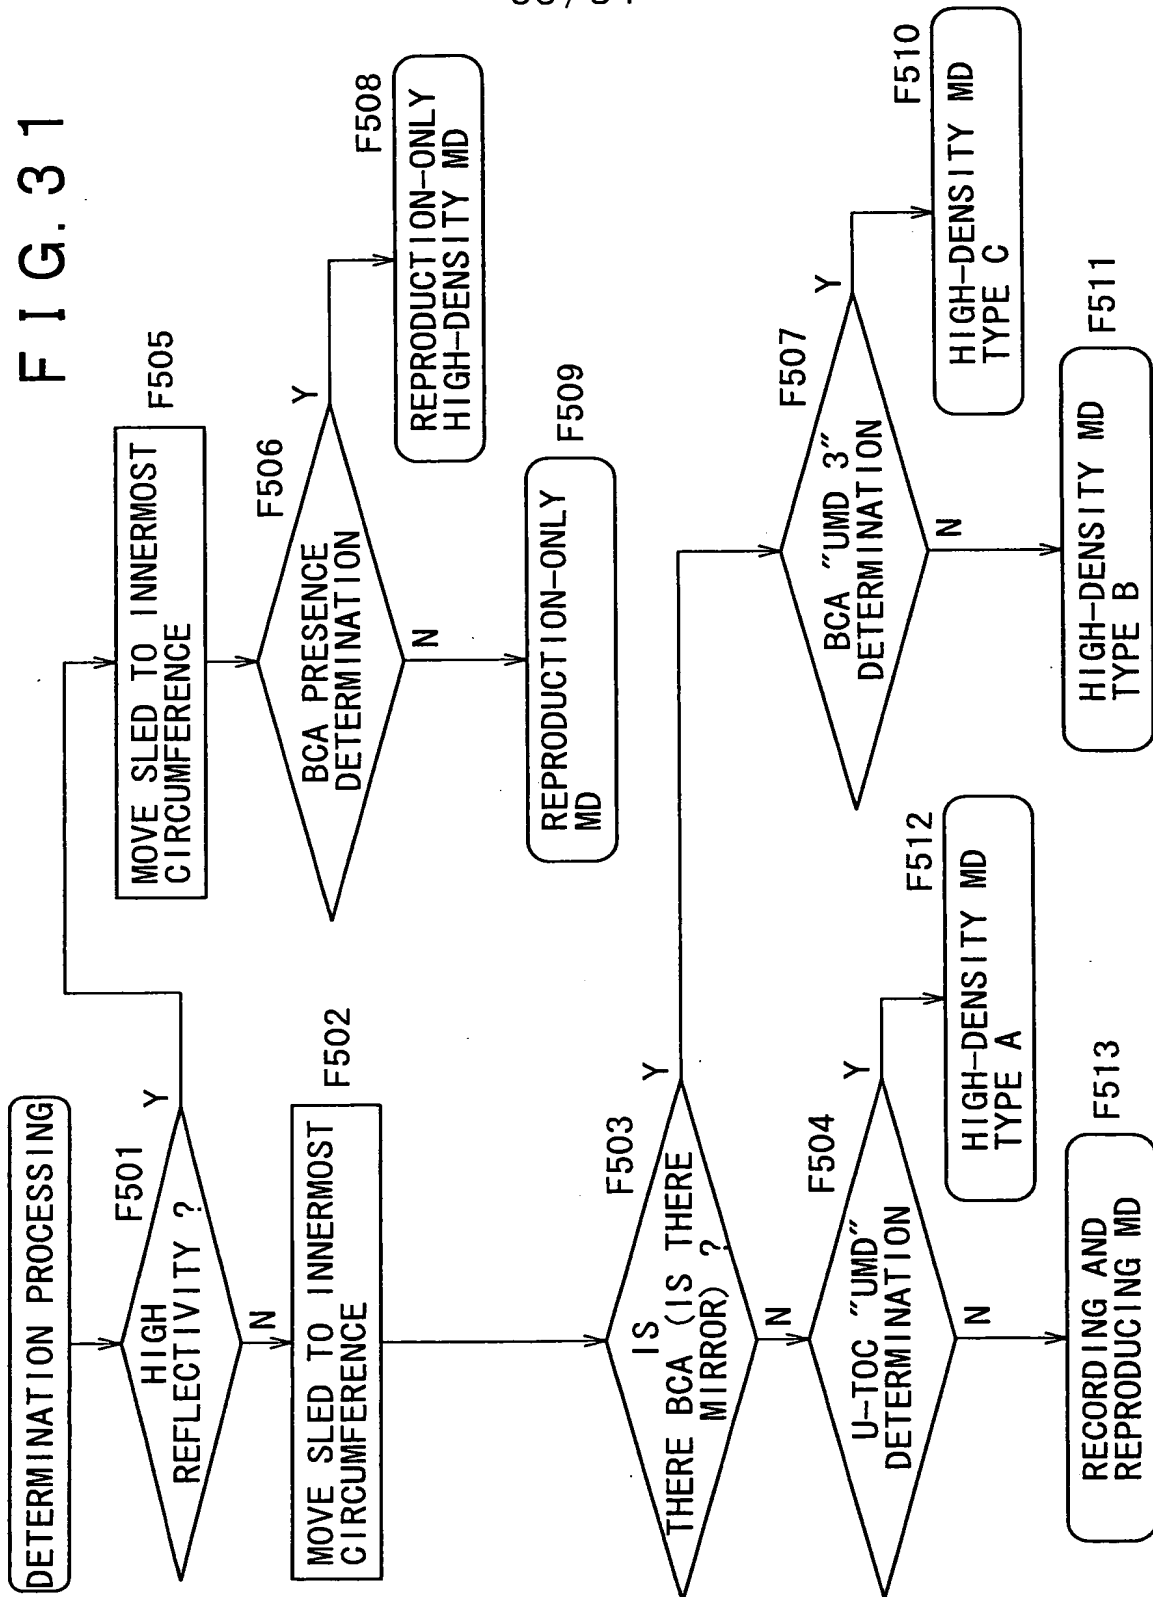 FIG. 31
DETERMINATION PROCESSING
F501
HIGH
REFLECTIVITY ?
Y
N
F502
MOVE SLED TO INNERMOST
CIRCUMFERENCE
F505
MOVE SLED TO INNERMOST
CIRCUMFERENCE
F506
BCA PRESENCE
DETERMINATION
Y
N
F508
REPRODUCTION-ONLY
HIGH-DENSITY MD
F509
REPRODUCTION-ONLY
MD
F503
IS
THERE BCA (IS THERE
MIRROR) ?
Y
N
F504
U-TOC "UMD"
DETERMINATION
Y
N
F512
HIGH-DENSITY MD
TYPE A
F513
RECORDING AND
REPRODUCING MD
F507
BCA "UMD 3"
DETERMINATION
Y
N
F510
HIGH-DENSITY MD
TYPE C
F511
HIGH-DENSITY MD
TYPE B